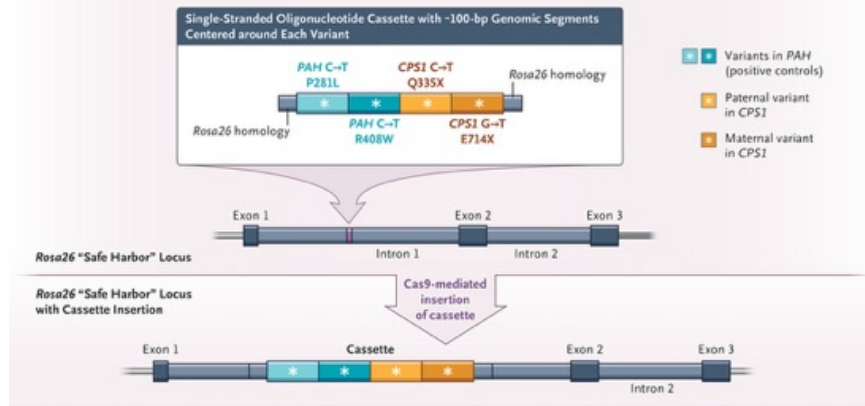 Single-Stranded Oligonucleotide Cassette with ~100-bp Genomic Segments
Centered around Each Variant
PAH C→T
P281L
CPS1 C→T
Q335X
Rosa26 homology
Rosa26 homology
PAH C→T
R408W
CPS1 G→T
E714X
Variants in PAH
(positive controls)
Paternal variant
in CPS1
Maternal variant
in CPS1
Exon 1
Exon 2
Exon 3
Intron 1
Intron 2
Rosa26 “Safe Harbor” Locus
Rosa26 “Safe Harbor” Locus
with Cassette Insertion
Cas9-mediated
insertion
of cassette
Exon 1
Cassette
Exon 2
Exon 3
Intron 2